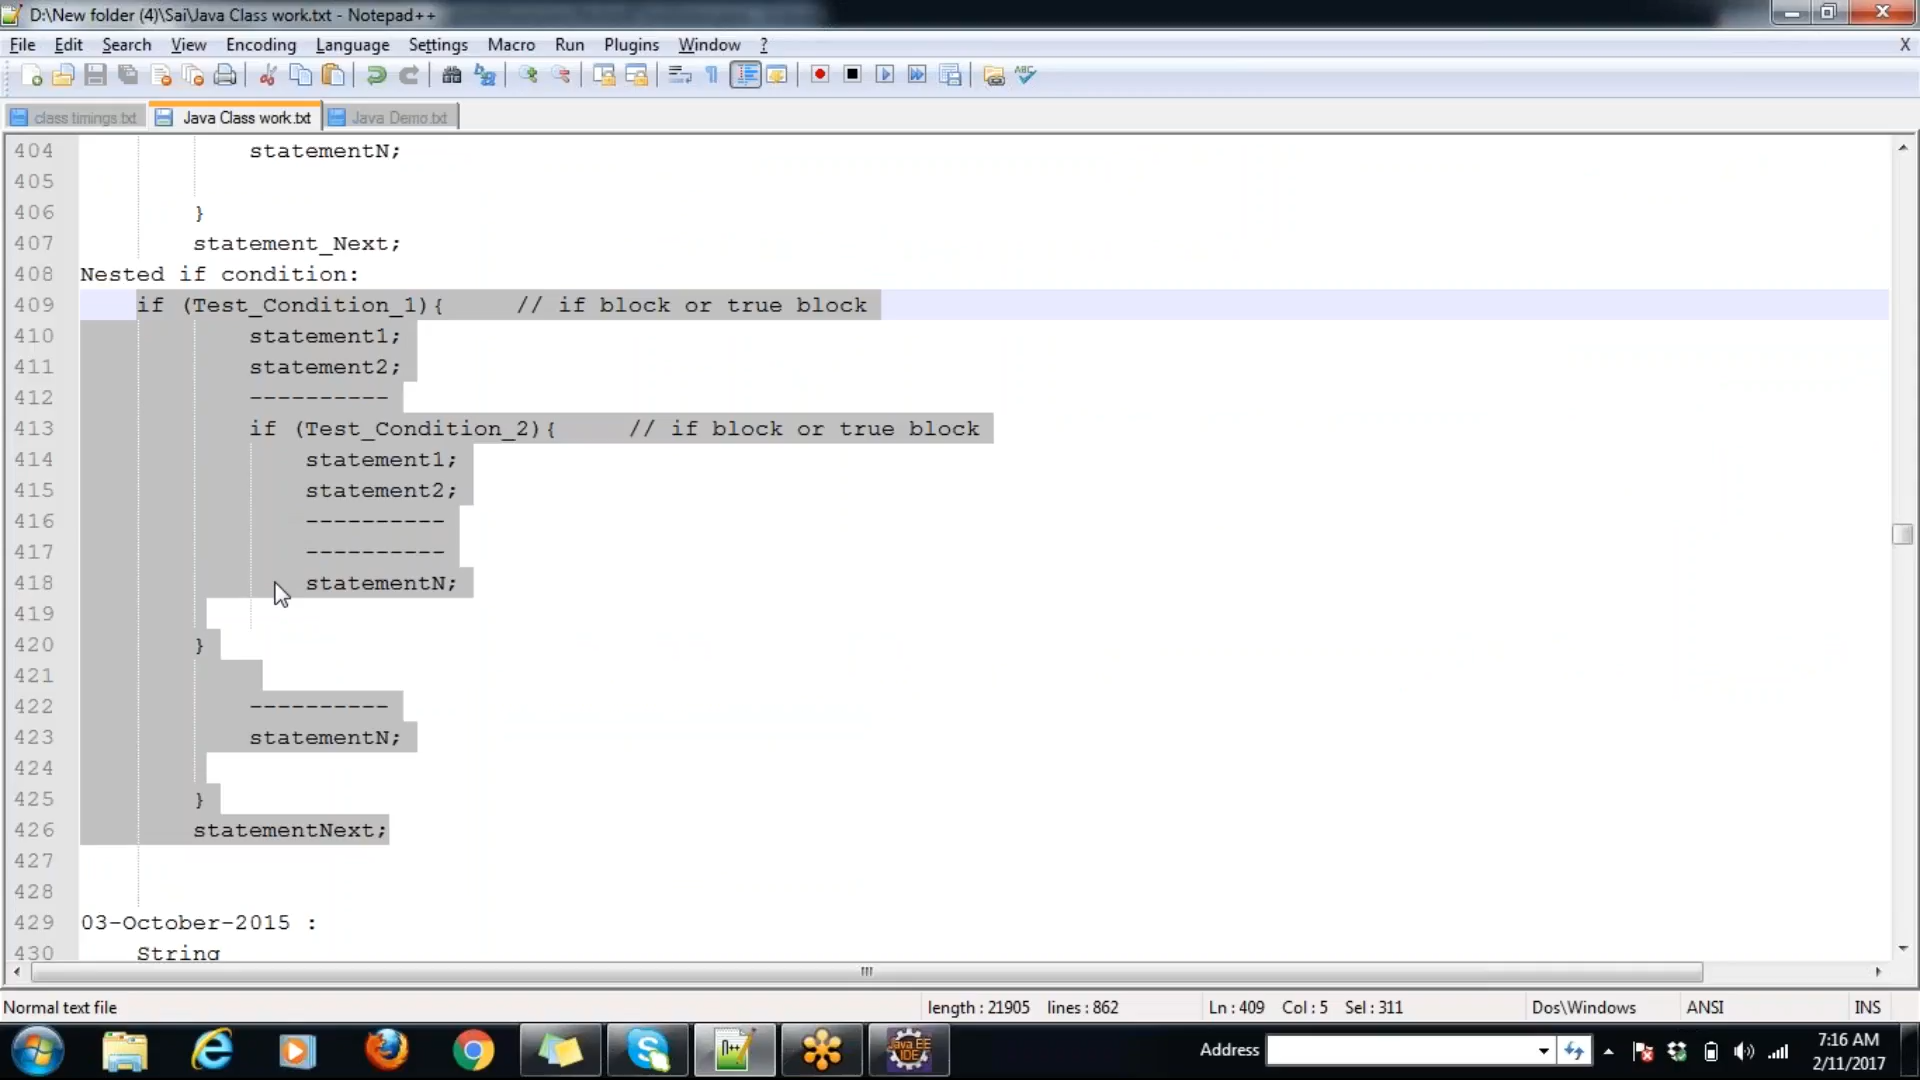 D:\New folder (4)\Sai\Java Class work.txt - Notepad++
File Edit Search View Encoding Language Settings Macro Run Plugins Window ? X
class timings.txt Java Class work.txt Java Demo.txt
404 statementN;
405
406 }
407 statement_Next;
408 Nested if condition:
409 if (Test_Condition_1){ // if block or true block
410 statement1;
411 statement2;
412 ----------
413 if (Test_Condition_2){ // if block or true block
414 statement1;
415 statement2;
416 ----------
417 ----------
418 statementN;
419
420 }
421
422 ----------
423 statementN;
424
425 }
426 statementNext;
427
428
429 03-October-2015 :
430 String
Normal text file length : 21905 lines : 862 Ln : 409 Col : 5 Sel : 311 Dos\Windows ANSI INS
Java EE
IDE
Address
7:16 AM
2/11/2017